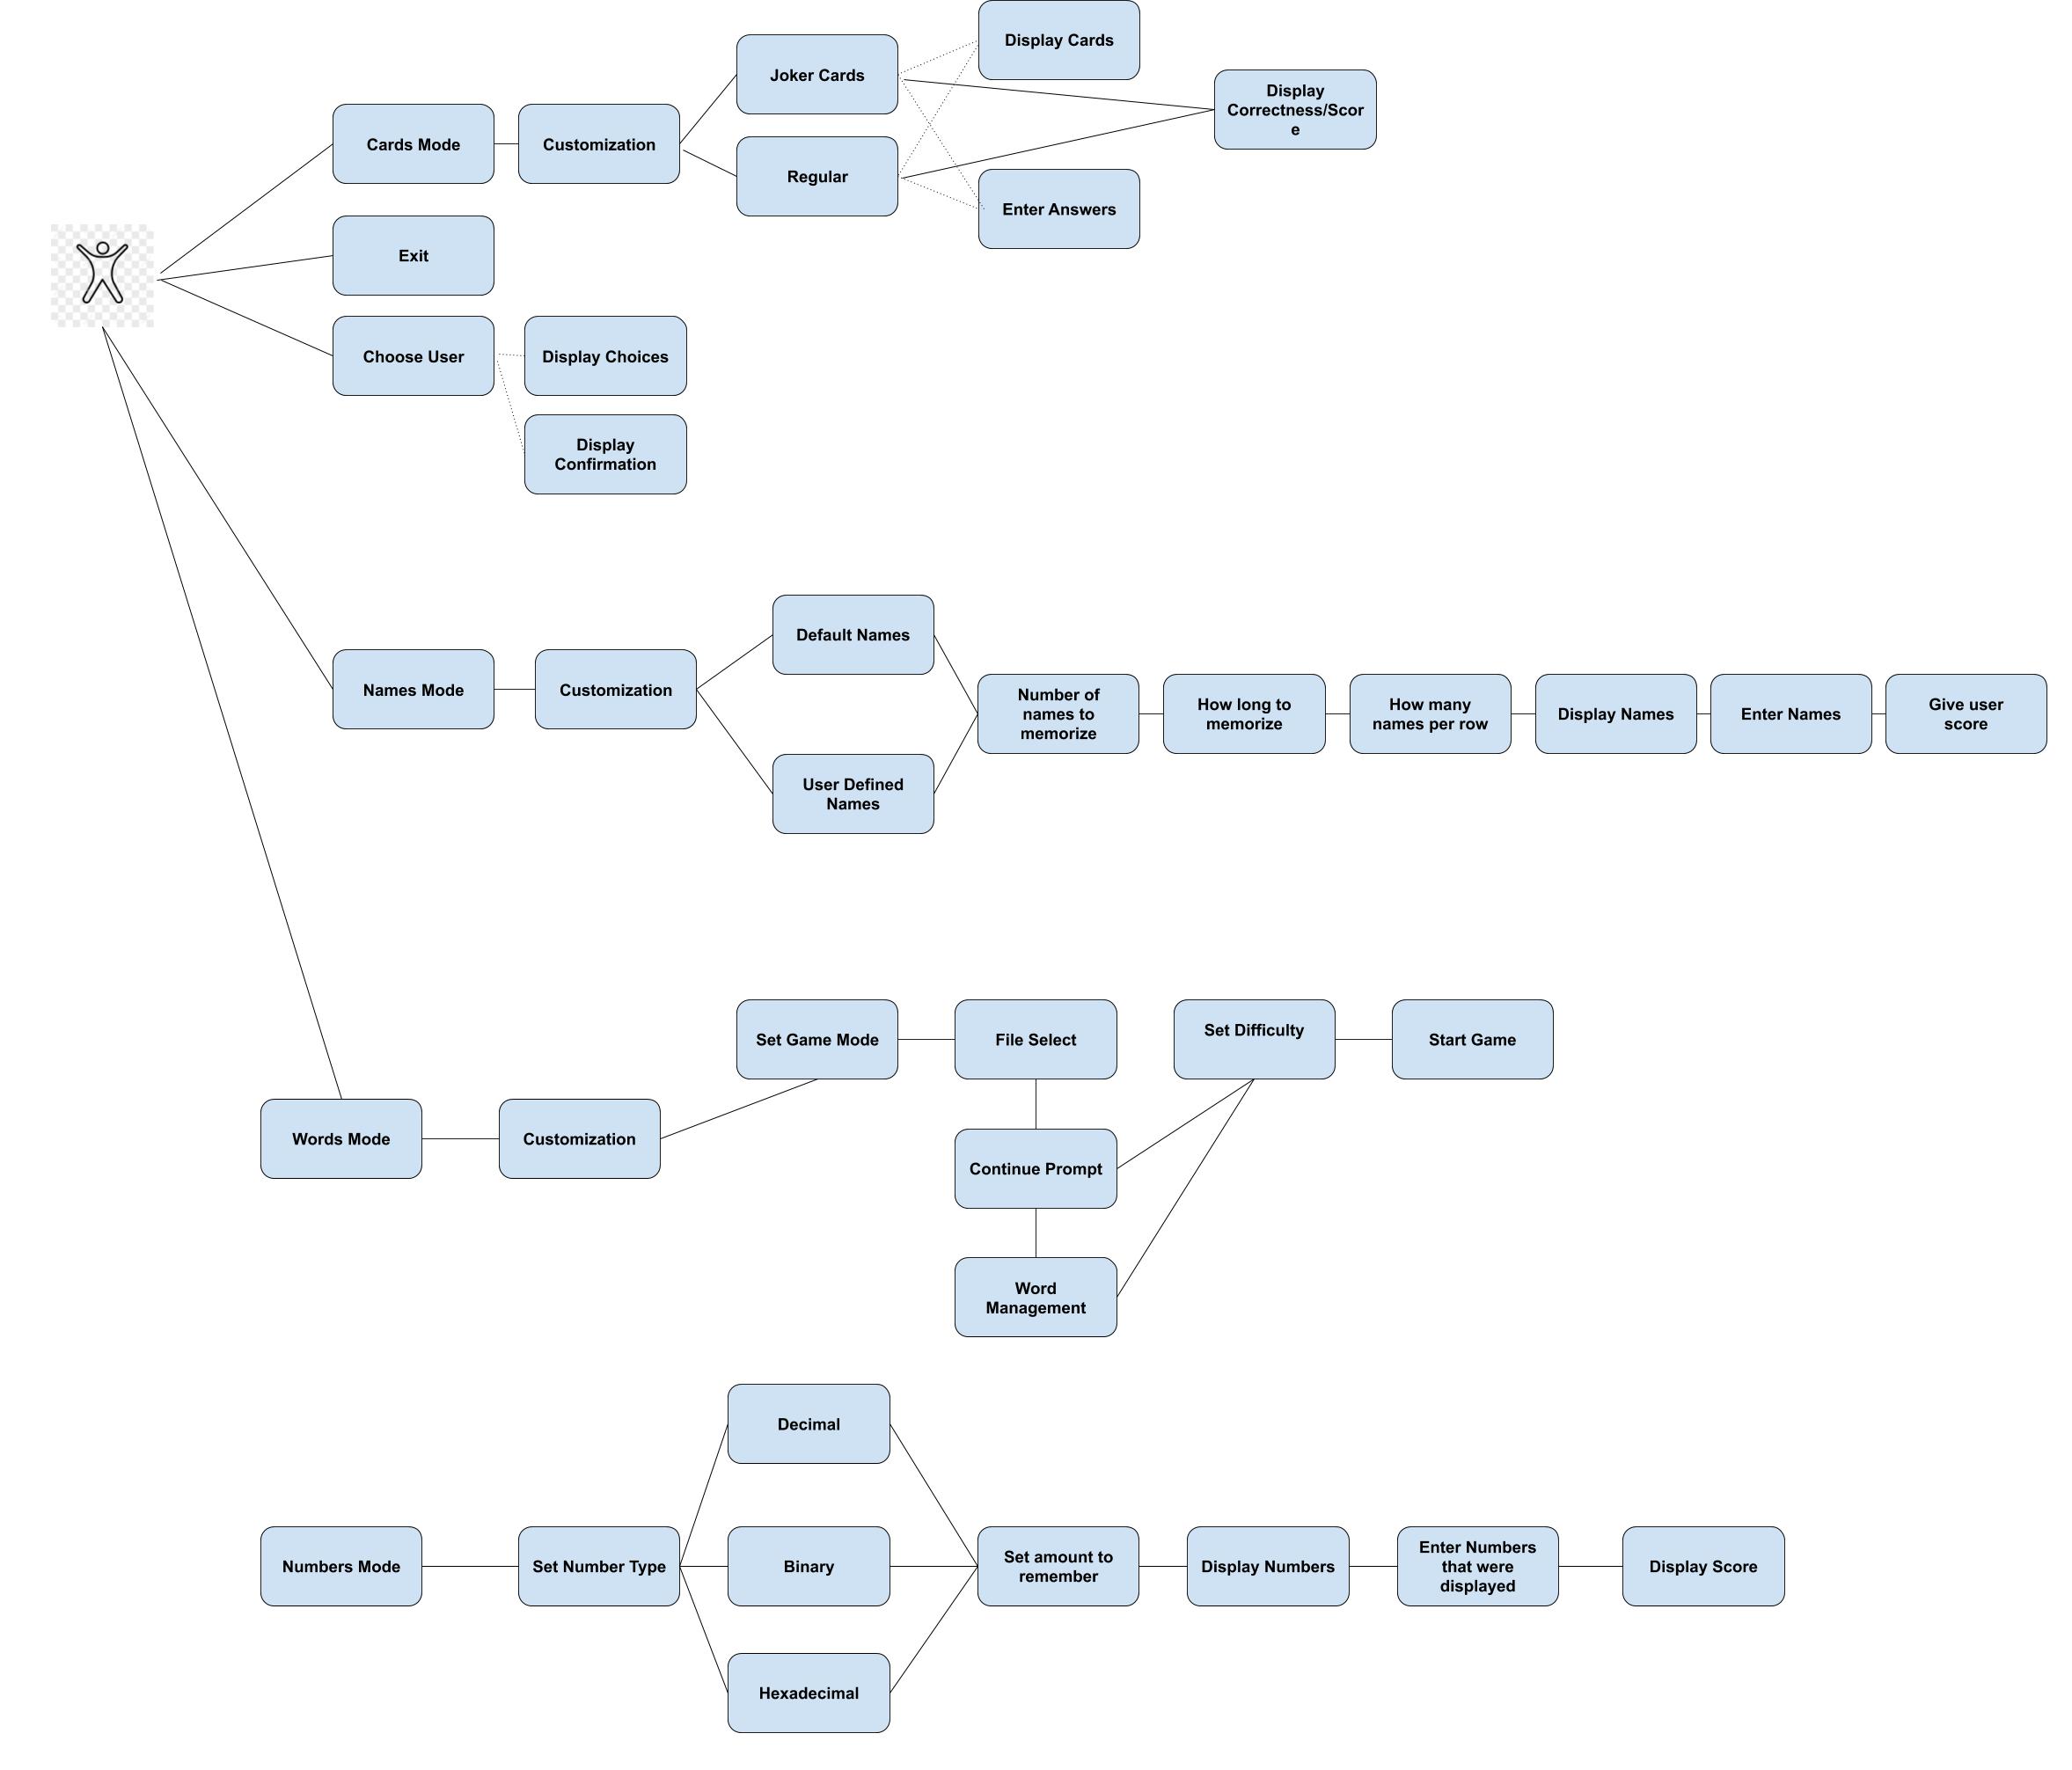 Display Cards
Joker Cards
Display
Correctness/Scor
e
Cards Mode
Customization
Regular
Enter Answers
Exit
Choose User
Display Choices
Display
Confirmation
Default Names
Names Mode
Customization
Number of
names to
memorize
How long to
memorize
How many
names per row
Display Names
Enter Names
Give user
score
User Defined
Names
Set Game Mode
File Select
Set Difficulty
Start Game
Words Mode
Customization
Continue Prompt
Word
Management
Decimal
Numbers Mode
Set Number Type
Binary
Set amount to
remember
Display Numbers
Enter Numbers
that were
displayed
Display Score
Hexadecimal